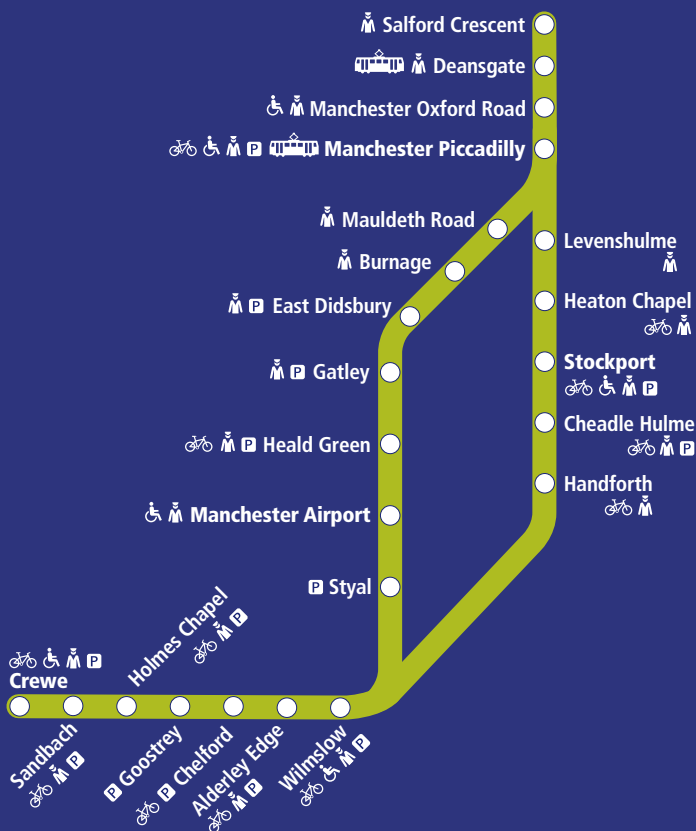 Salford Crescent
Deansgate
Manchester Oxford Road
P Manchester Piccadilly
Mauldeth Road
Levenshulme
Burnage
Heaton Chapel
P East Didsbury
Stockport
P
P Gatley
Cheadle Hulme
P
P Heald Green
Handforth
Manchester Airport
P Styal
Holmes Chapel
P
P
Crewe
Sandbach
P
P Goostrey
P Chelford
Alderley Edge
P
Wilmslow
P